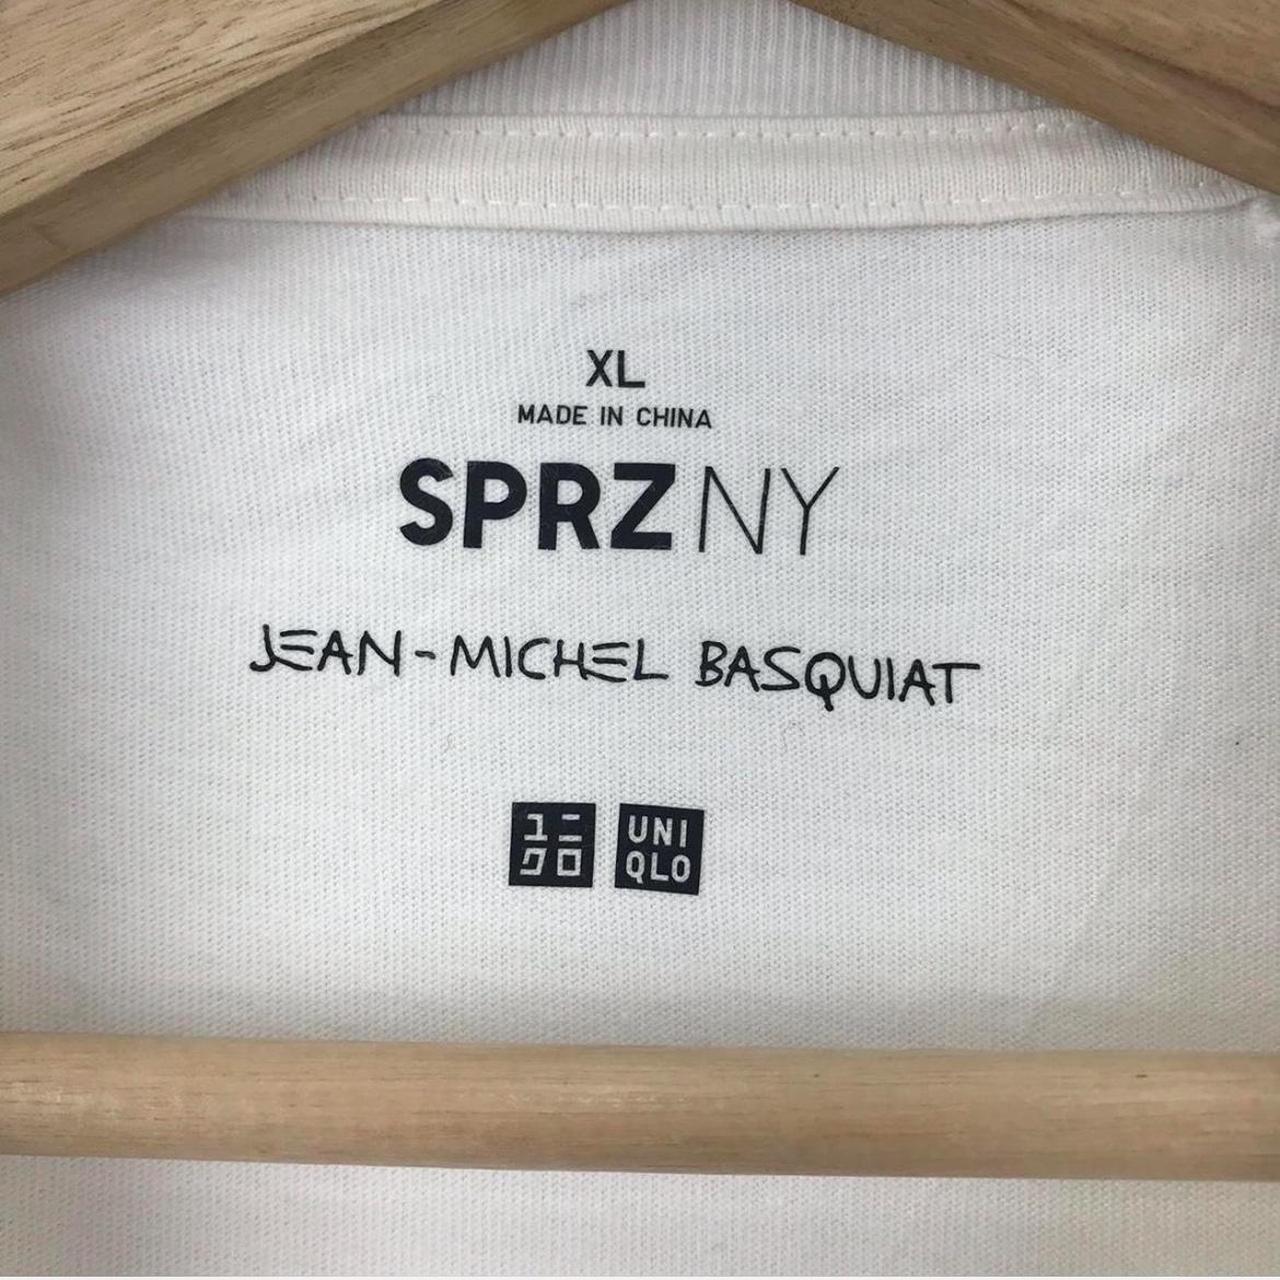 XL
MADE IN CHINA
SPRZ NY
JEAN-MICHEL BASQUIAT
ユニ
クロ
UNI
QLO